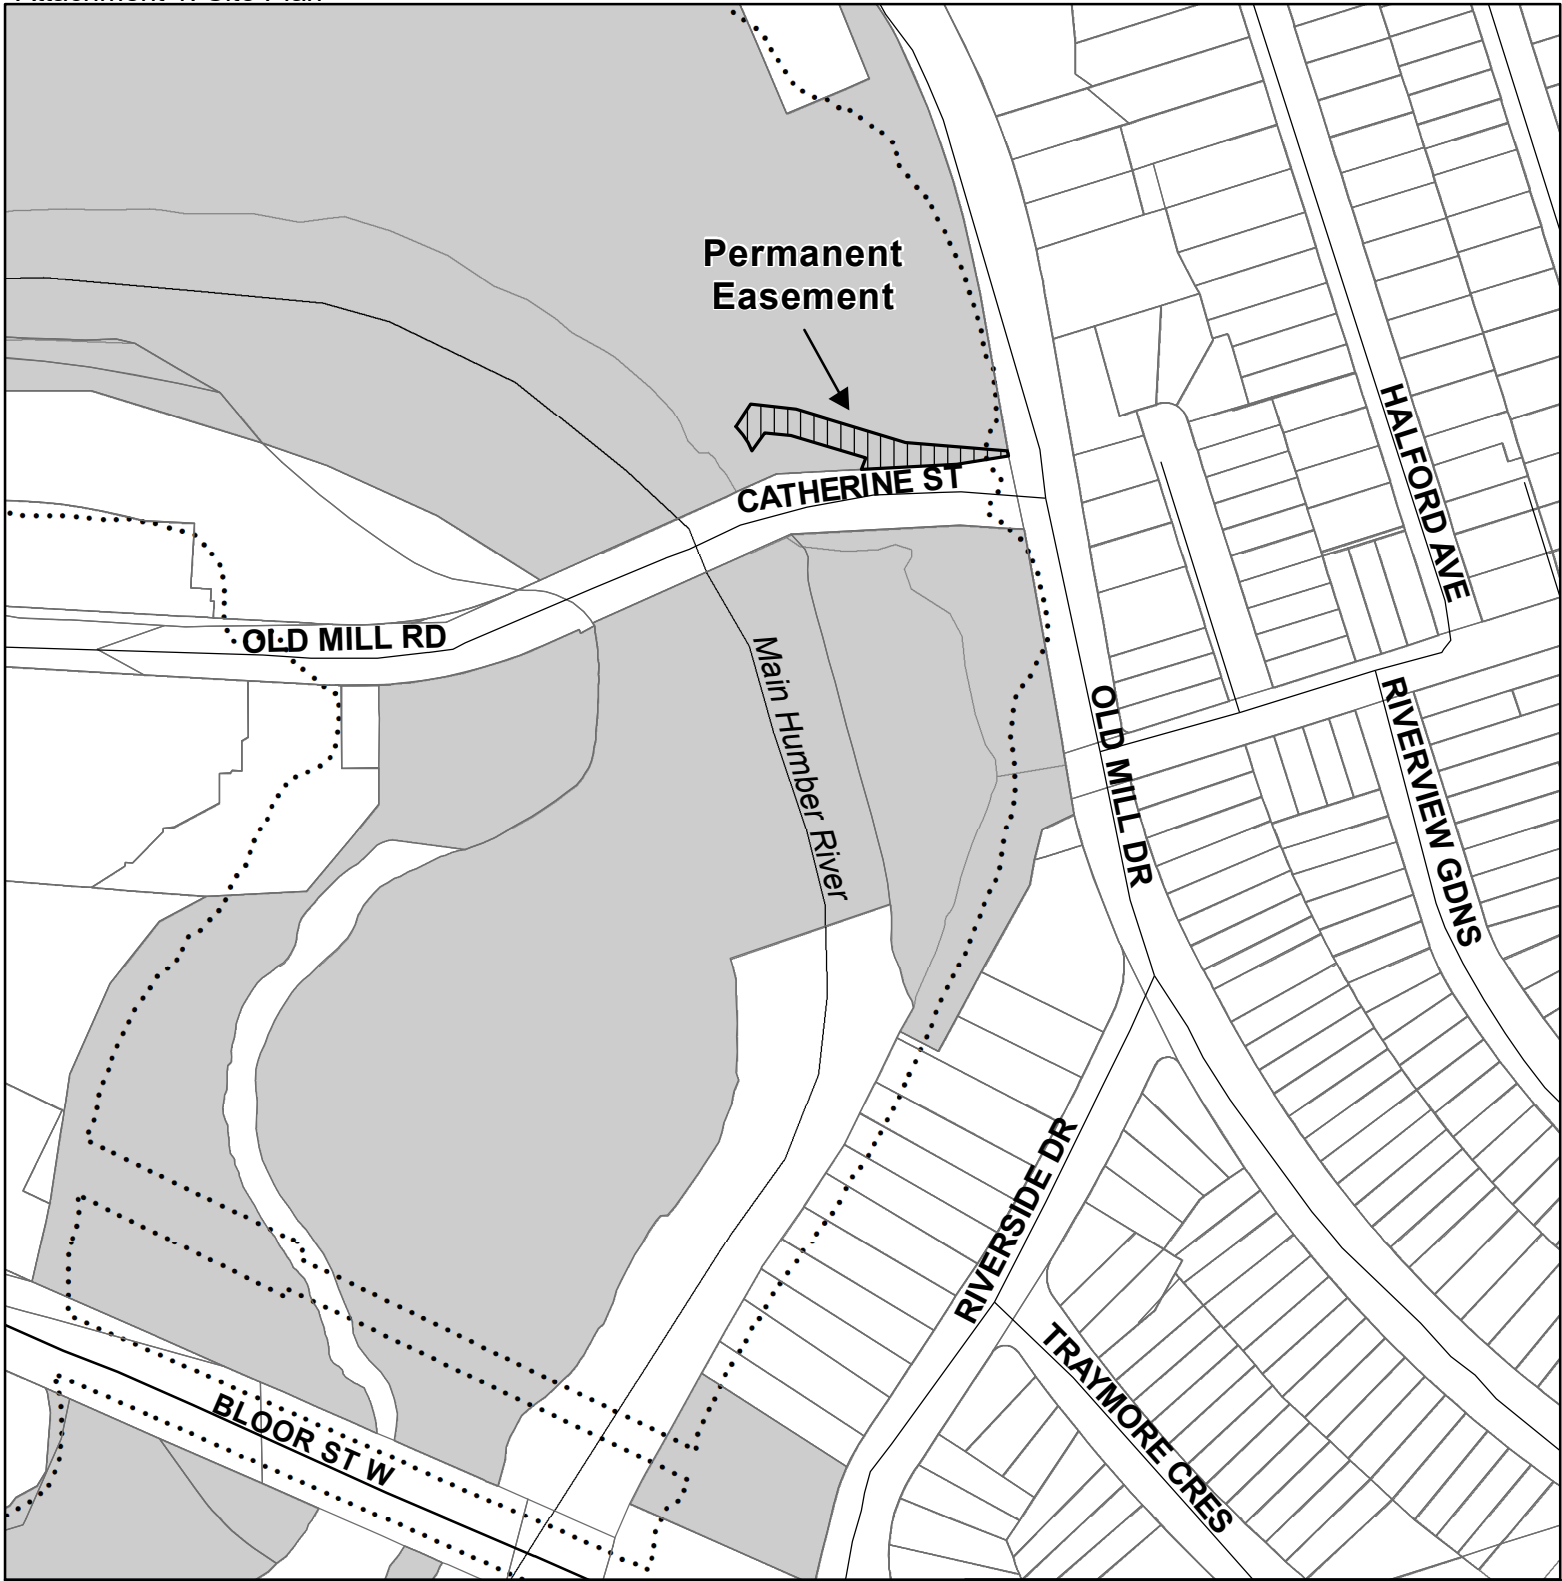 Permanent
Easement
CATHERINE ST
HALFORD AVE
OLD MILL RD
Main Humber River
OLD MILL DR
RIVERVIEW GDNS
RIVERSIDE DR
TRAYMORE CRES
BLOOR ST W